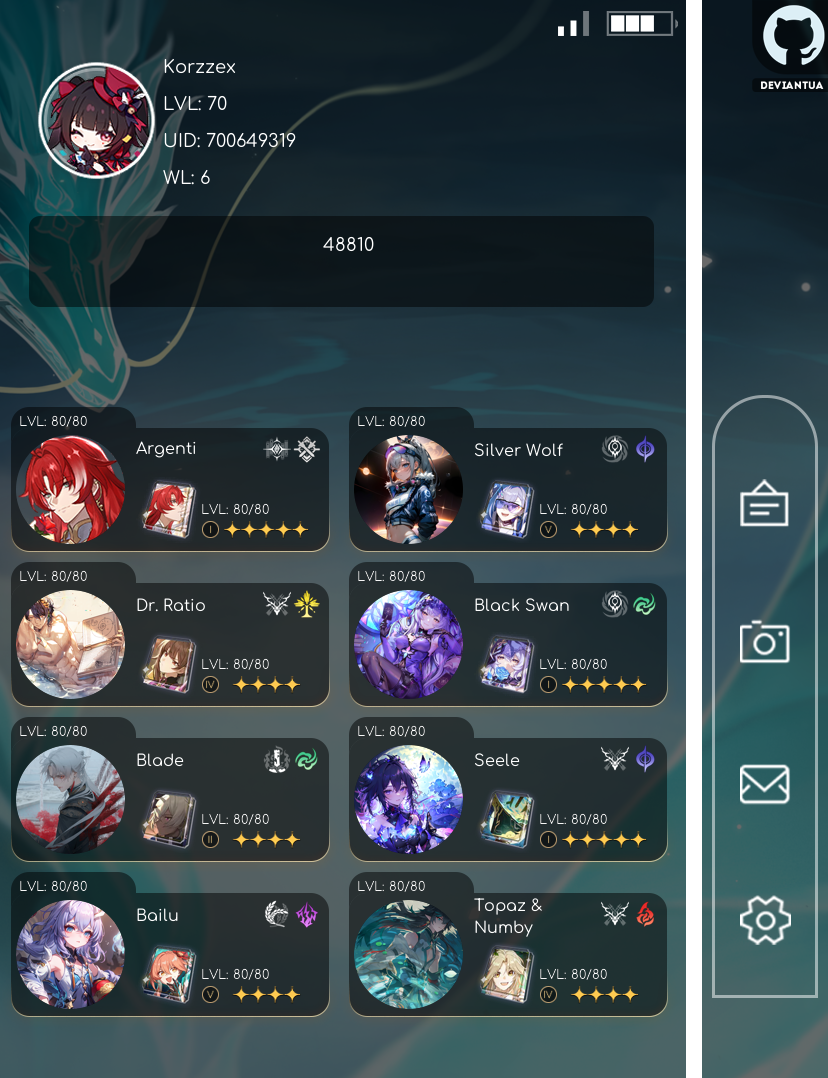 Korzzex
LVL: 70
UID: 700649319
WL: 6
48810
DEVIANTUA
LVL: 80/80
Argenti
LVL: 80/80
I
LVL: 80/80
Silver Wolf
LVL: 80/80
V
LVL: 80/80
Dr. Ratio
LVL: 80/80
IV
LVL: 80/80
Black Swan
LVL: 80/80
I
LVL: 80/80
Blade
5
LVL: 80/80
II
LVL: 80/80
Seele
LVL: 80/80
I
LVL: 80/80
Bailu
LVL: 80/80
V
LVL: 80/80
Topaz &
Numby
LVL: 80/80
IV